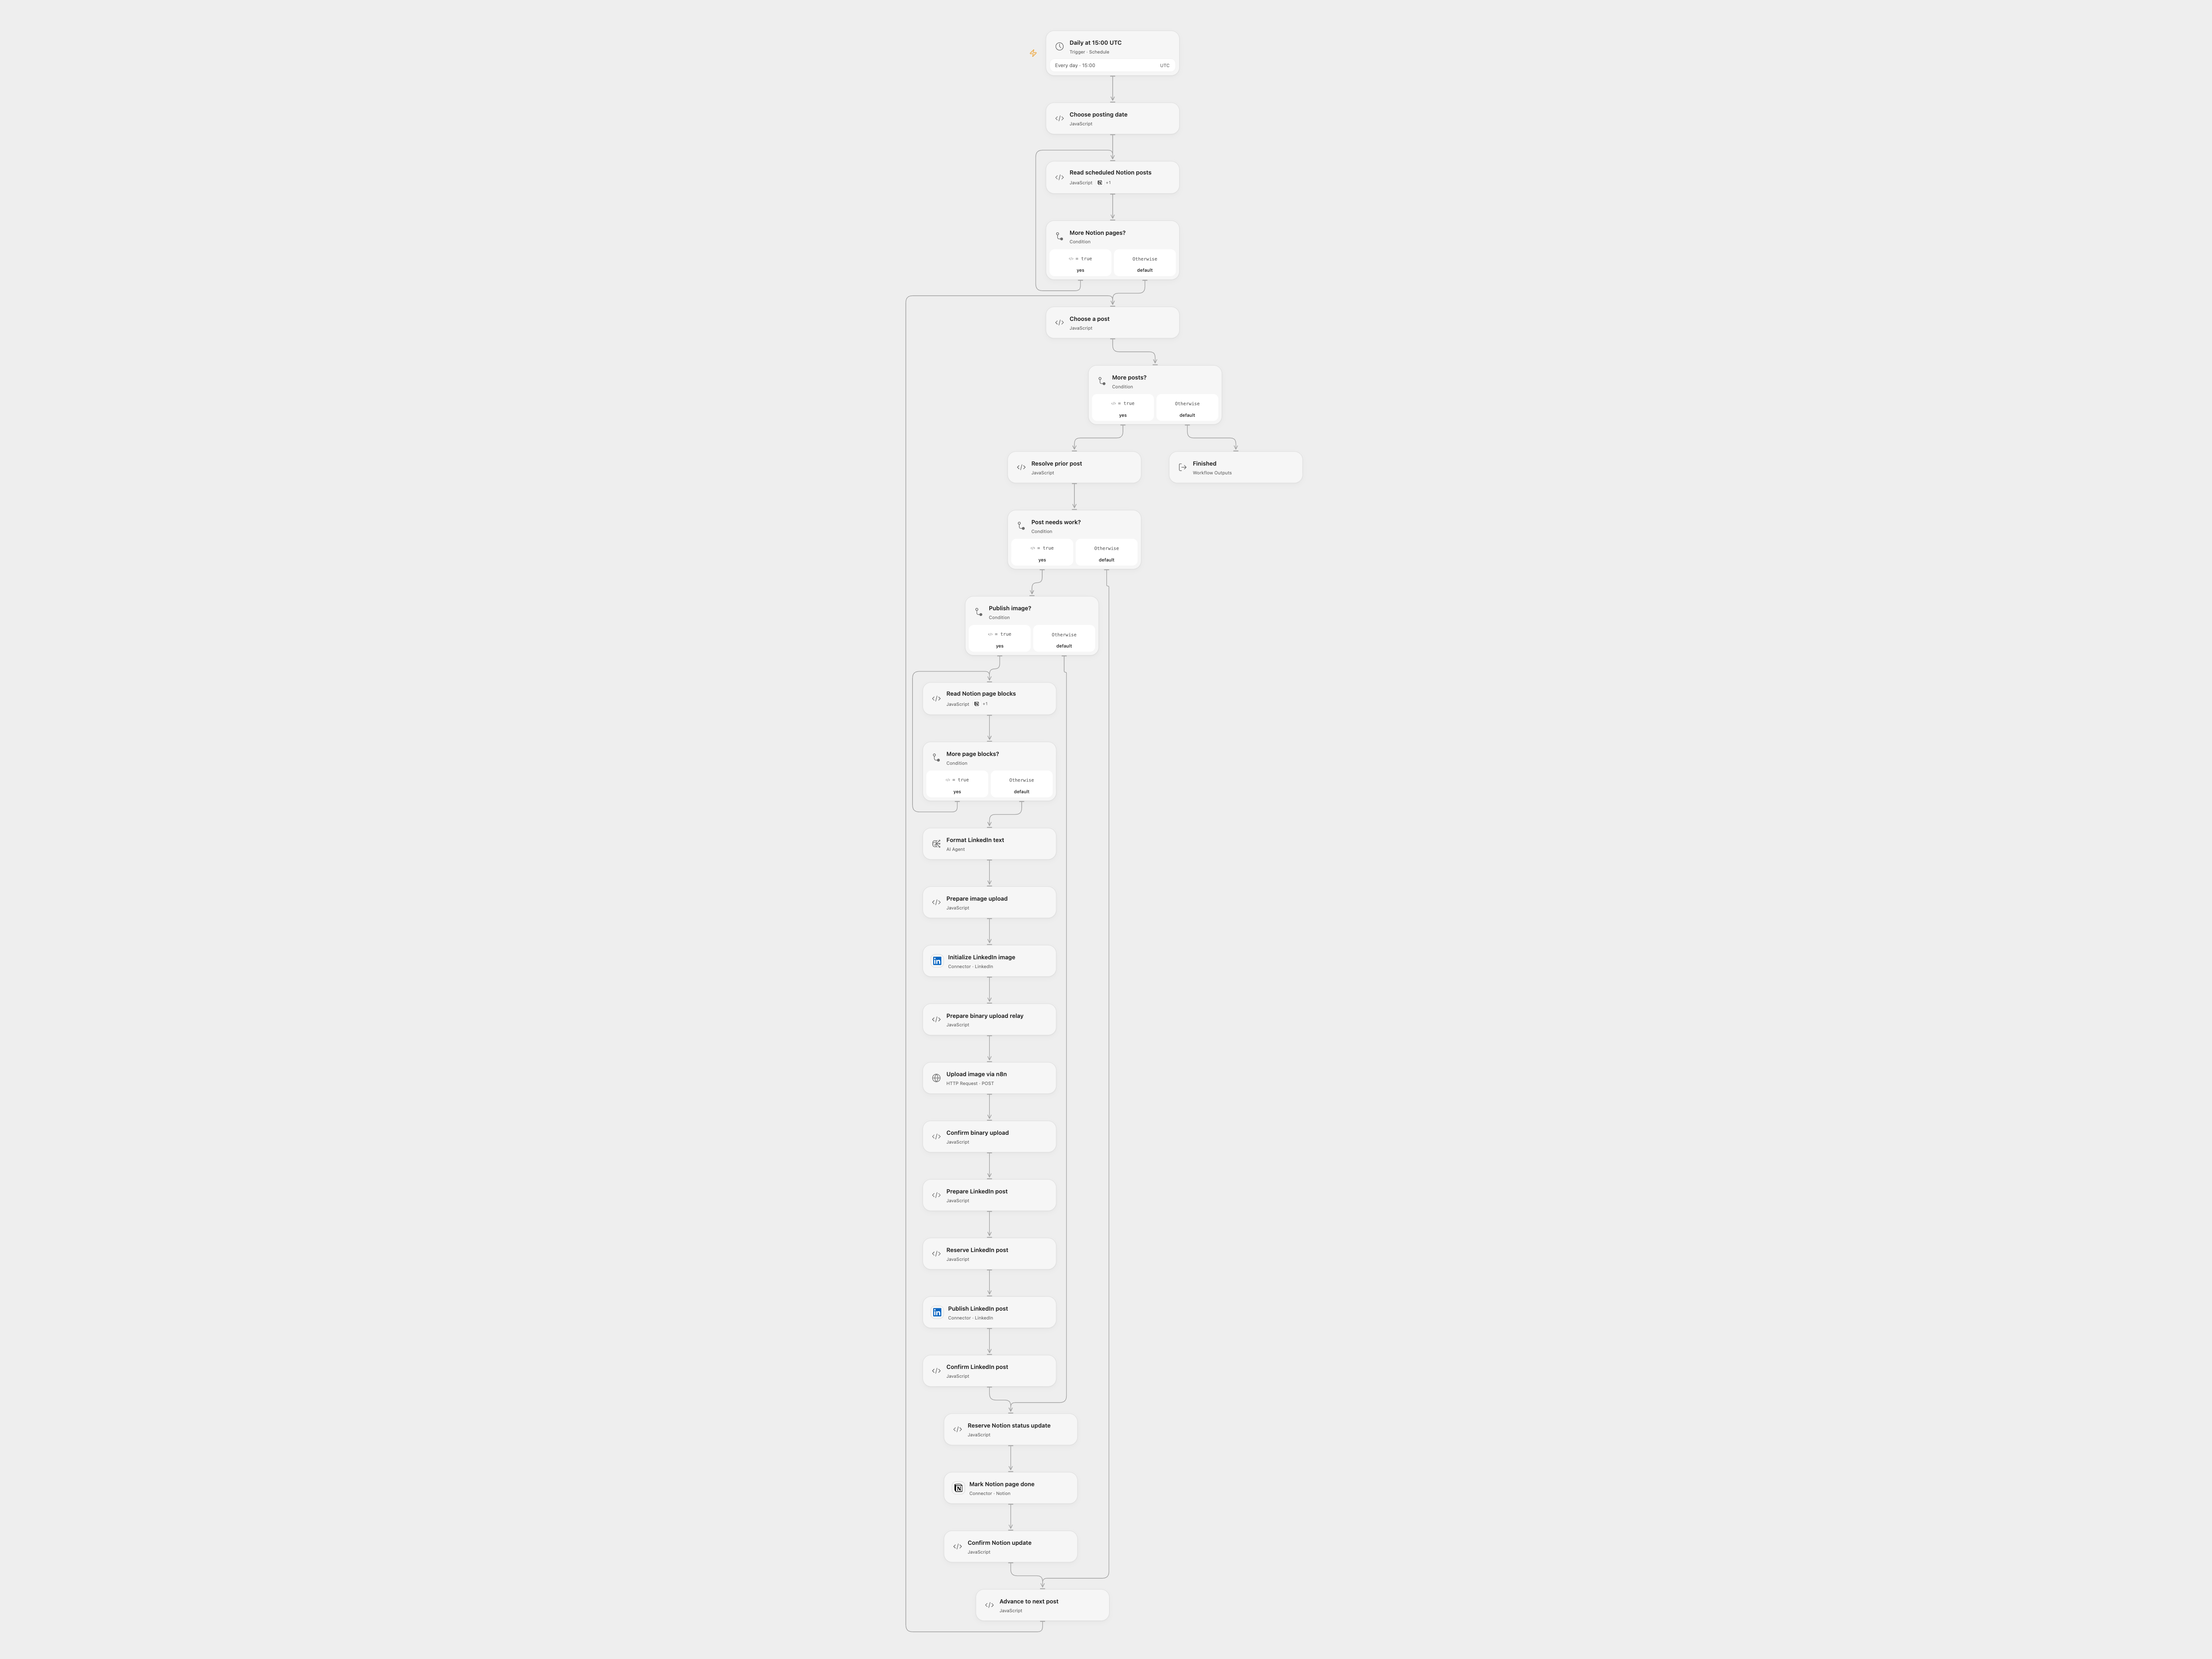 Daily at 15:00 UTC
Trigger · Schedule
Every day · 15:00 UTC
Choose posting date
JavaScript
Read scheduled Notion posts
JavaScript +1
More Notion pages?
Condition
= true Otherwise
yes default
Choose a post
JavaScript
More posts?
Condition
= true Otherwise
yes default
Resolve prior post
JavaScript
Finished
Workflow Outputs
Post needs work?
Condition
= true Otherwise
yes default
Publish image?
Condition
= true Otherwise
yes default
Read Notion page blocks
JavaScript +1
More page blocks?
Condition
= true Otherwise
yes default
Format LinkedIn text
AI Agent
Prepare image upload
JavaScript
Initialize LinkedIn image
Connector · LinkedIn
Prepare binary upload relay
JavaScript
Upload image via n8n
HTTP Request · POST
Confirm binary upload
JavaScript
Prepare LinkedIn post
JavaScript
Reserve LinkedIn post
JavaScript
Publish LinkedIn post
Connector · LinkedIn
Confirm LinkedIn post
JavaScript
Reserve Notion status update
JavaScript
Mark Notion page done
Connector · Notion
Confirm Notion update
JavaScript
Advance to next post
JavaScript